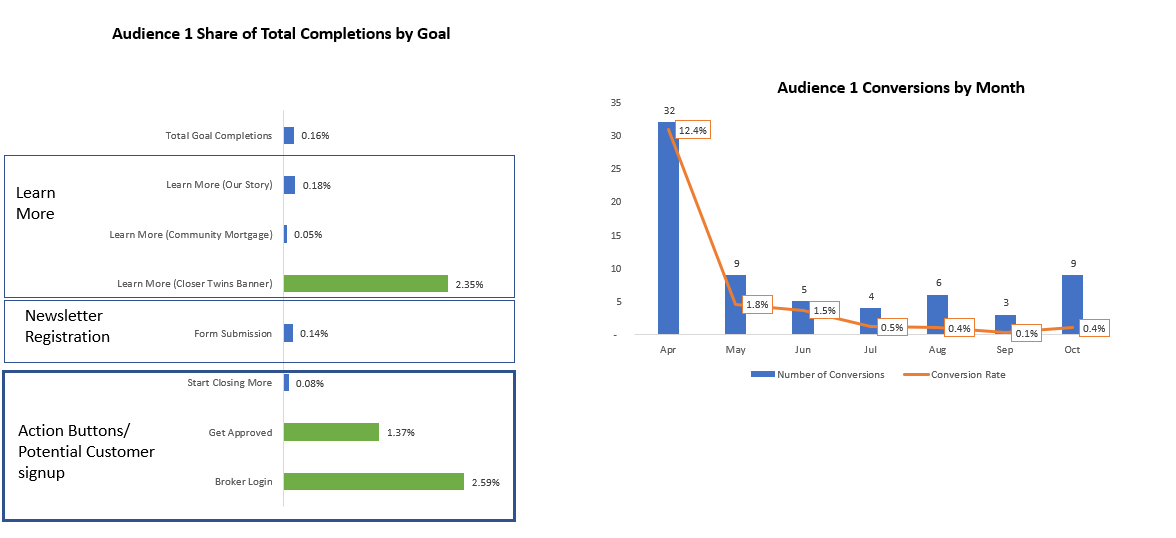 Audience 1 Share of Total Completions by Goal
Total Goal Completions
0.16%
Learn
More
Learn More (Our Story)
0.18%
Learn More (Community Mortgage)
0.05%
Learn More (Closer Twins Banner)
2.35%
Newsletter
Registration
Form Submission
0.14%
Start Closing More
0.08%
Action Buttons/
Potential Customer
signup
Get Approved
1.37%
Broker Login
2.59%
Audience 1 Conversions by Month
35
30
25
20
15
10
5
-
32
9
5
4
6
3
9
12.4%
1.8%
1.5%
0.5%
0.4%
0.1%
0.4%
Apr
May
Jun
Jul
Aug
Sep
Oct
Number of Conversions
Conversion Rate